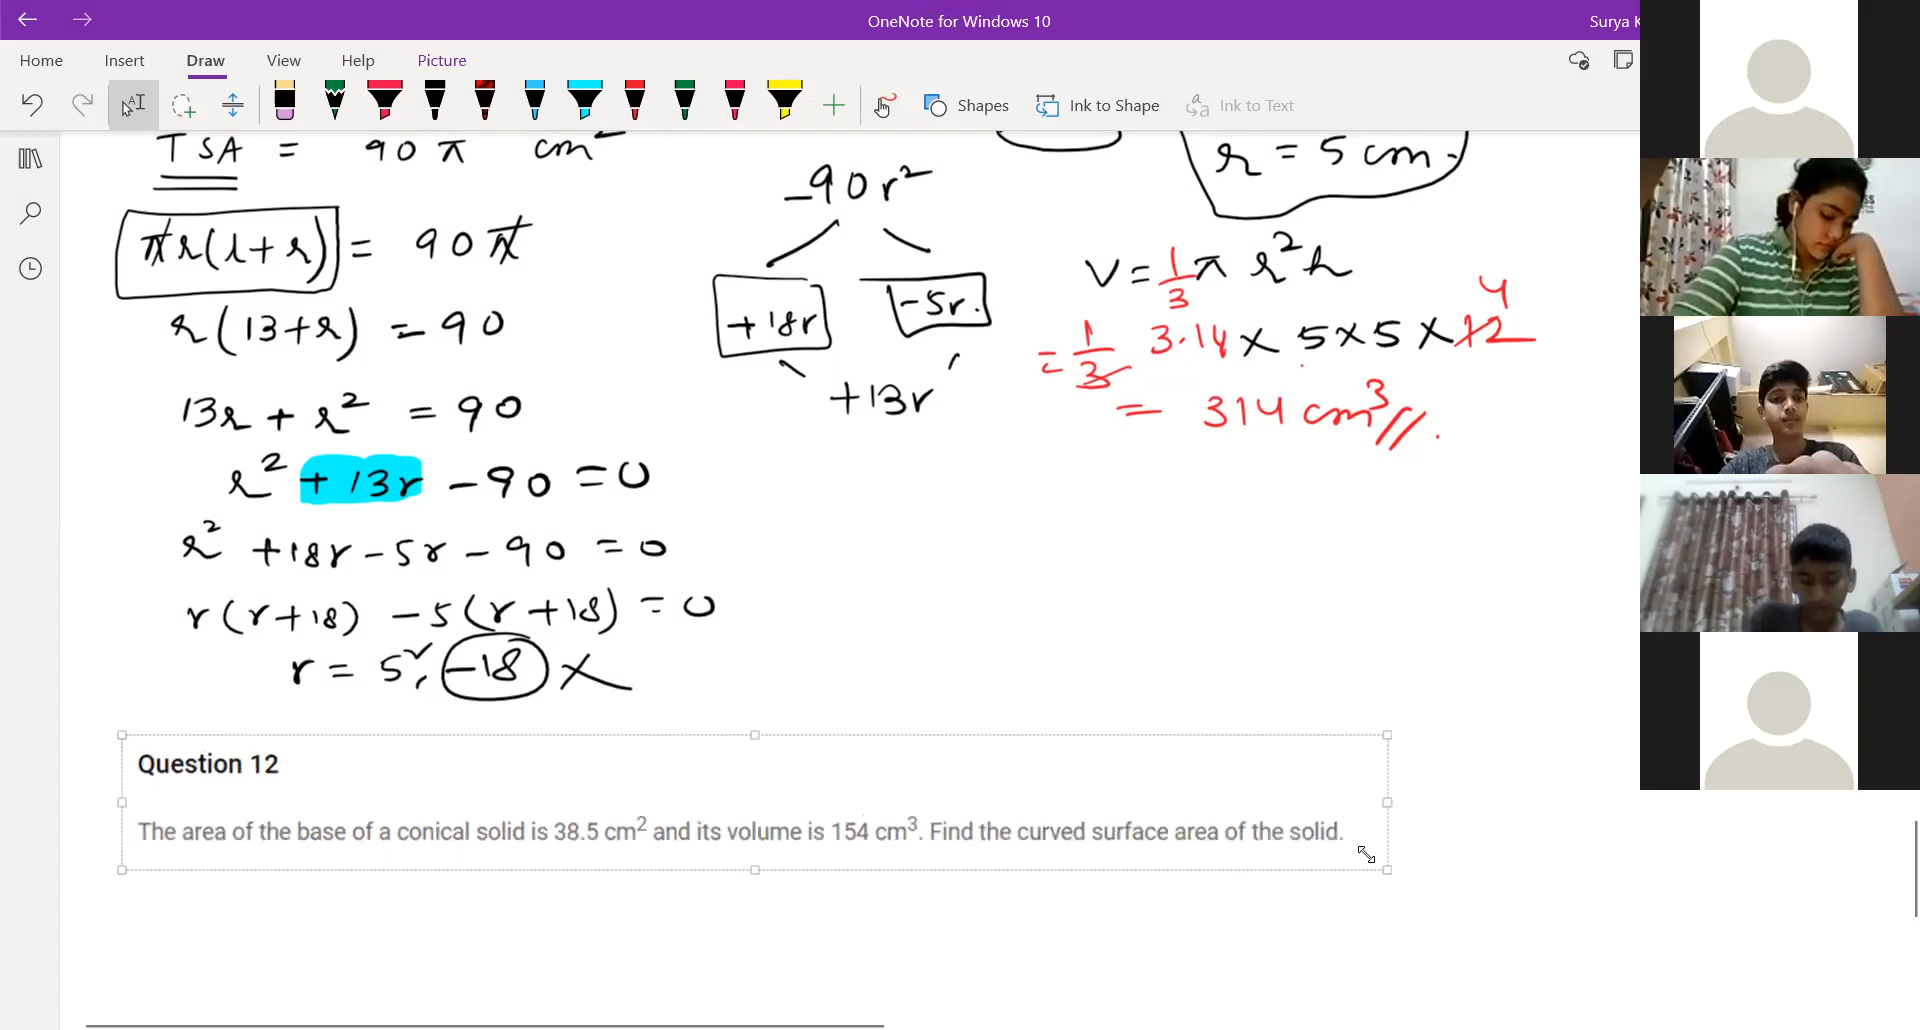 OneNote for Windows 10
Surya K
Home Insert Draw View Help Picture
Shapes Ink to Shape Ink to Text
TSA = 90 π cm²
πr(l+r) = 90π
r(13+r) = 90
13r + r² = 90
r² + 13r - 90 = 0
r² + 18r - 5r - 90 = 0
r(r+18) - 5(r+18) = 0
r = 5, -18 ×
-90r²
+18r -5r.
+13r
r = 5 cm.
V = 1/3 π r²h
= 1/3 3.14 × 5 × 5 × 12 4
= 314 cm³ //.
Question 12
The area of the base of a conical solid is 38.5 cm² and its volume is 154 cm³. Find the curved surface area of the solid.